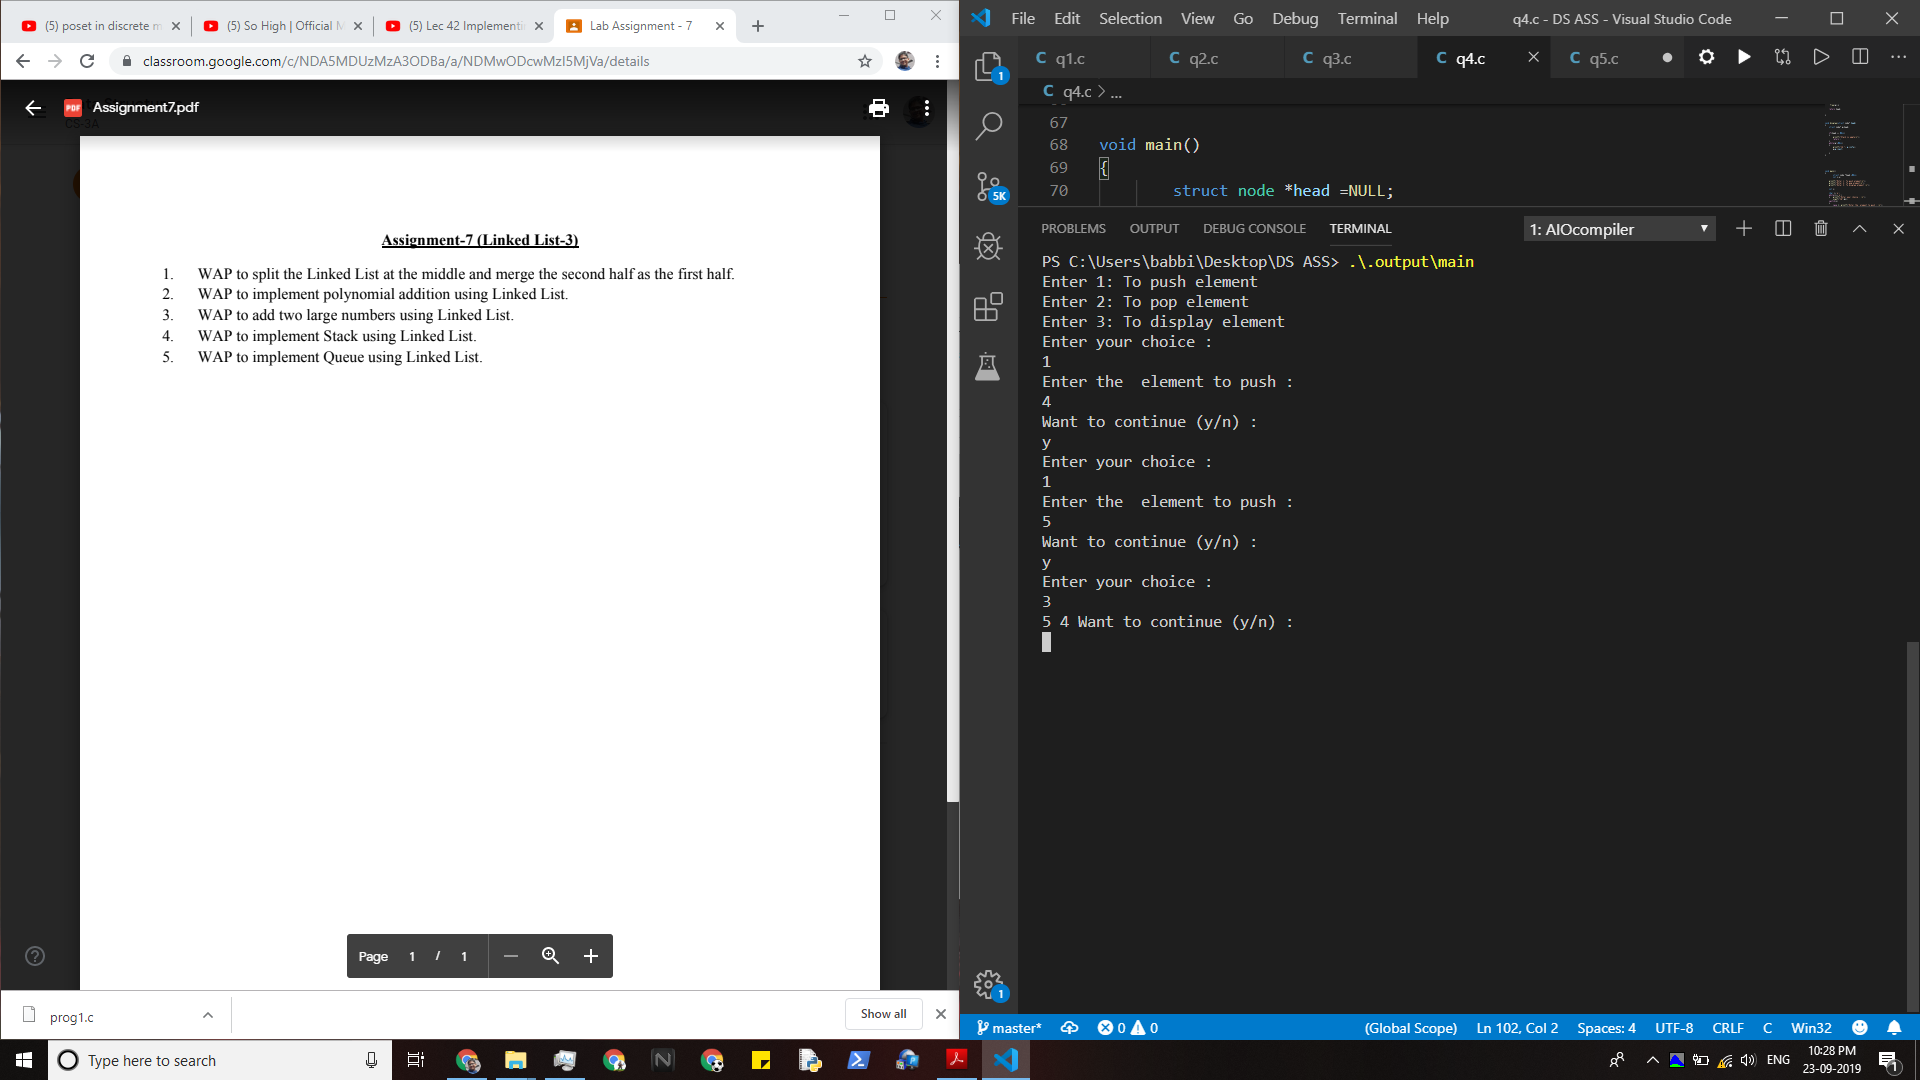 (5) poset in discrete m
(5) So High | Official M
(5) Lec 42 Implementi
Lab Assignment - 7
classroom.google.com/c/NDA5MDUzMzA3ODBa/a/NDMwODcwMzI5MjVa/details
PDF Assignment7.pdf
CS-3A
Assignment-7 (Linked List-3)
1. WAP to split the Linked List at the middle and merge the second half as the first half.
2. WAP to implement polynomial addition using Linked List.
3. WAP to add two large numbers using Linked List.
4. WAP to implement Stack using Linked List.
5. WAP to implement Queue using Linked List.
Page 1 / 1
prog1.c
Show all
File Edit Selection View Go Debug Terminal Help
q4.c - DS ASS - Visual Studio Code
C q1.c
C q2.c
C q3.c
C q4.c
C q5.c
C q4.c > ...
1
5K
1
67
68 void main()
69 {
70 struct node *head =NULL;
PROBLEMS OUTPUT DEBUG CONSOLE TERMINAL
1: AIOcompiler
PS C:\Users\babbi\Desktop\DS ASS> .\.output\main
Enter 1: To push element
Enter 2: To pop element
Enter 3: To display element
Enter your choice :
1
Enter the  element to push :
4
Want to continue (y/n) :
y
Enter your choice :
1
Enter the  element to push :
5
Want to continue (y/n) :
y
Enter your choice :
3
5 4 Want to continue (y/n) :
master* 0 0
(Global Scope) Ln 102, Col 2 Spaces: 4 UTF-8 CRLF C Win32
Type here to search
ENG
10:28 PM
23-09-2019
1